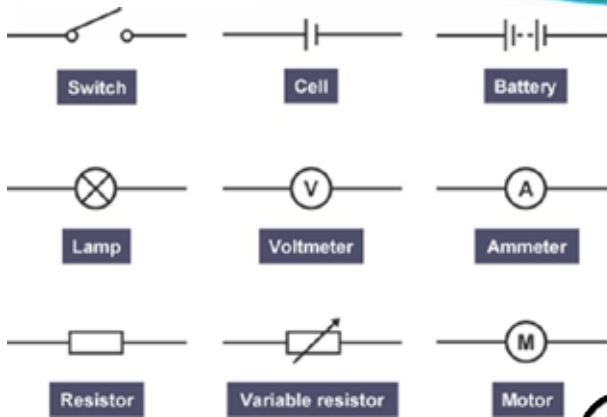 Switch Cell Battery
V A
Lamp Voltmeter Ammeter
M
Resistor Variable resistor Motor